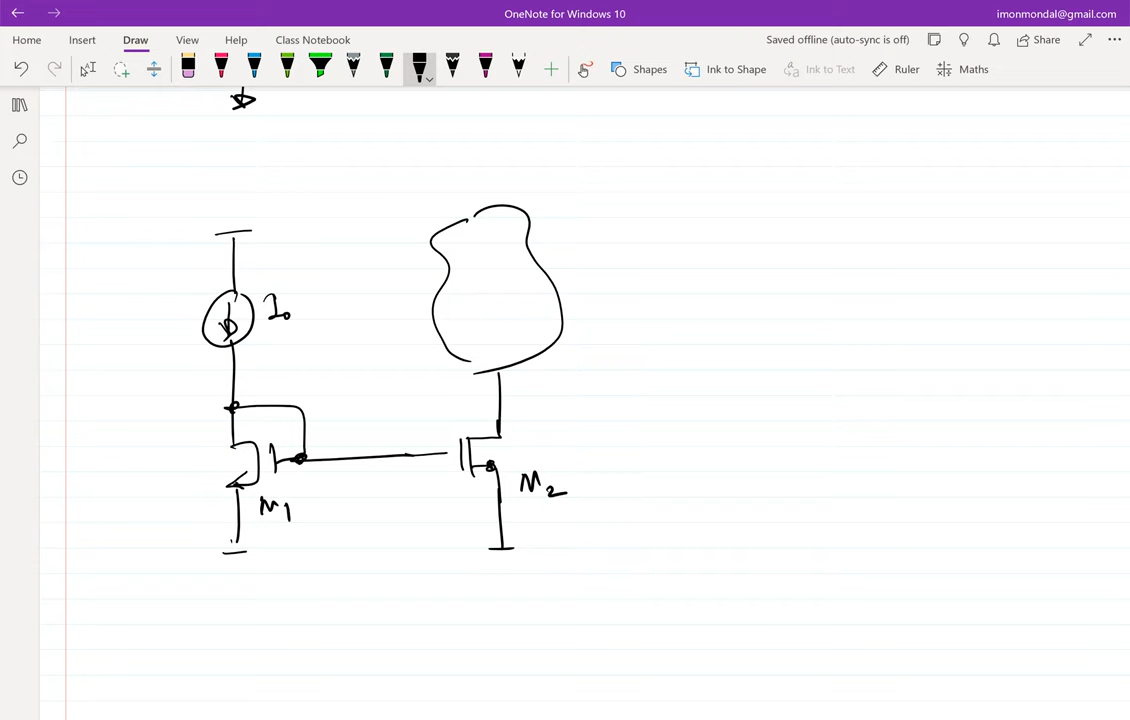 OneNote for Windows 10
imonmondal@gmail.com
Home Insert Draw View Help Class Notebook
Saved offline (auto-sync is off)
Share
Shapes Ink to Shape Ink to Text Ruler Maths
I₀
M₁
M₂